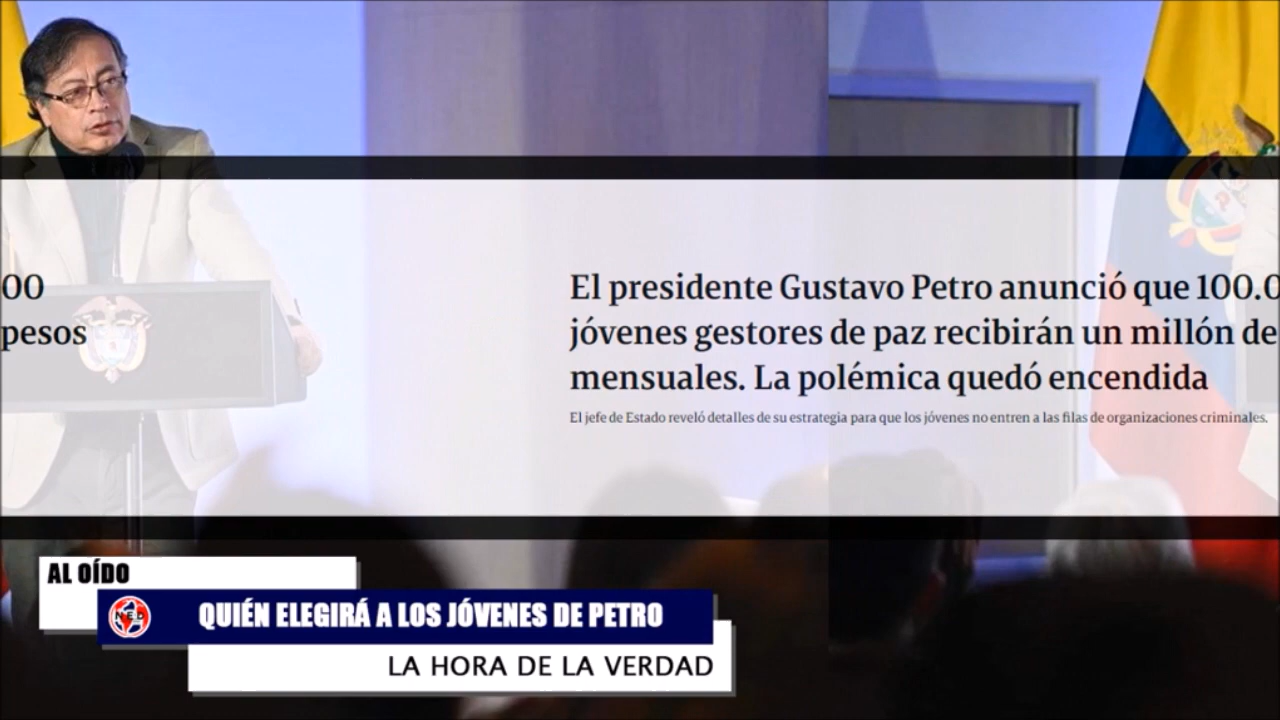 00
pesos
El presidente Gustavo Petro anunció que 100.0
jóvenes gestores de paz recibirán un millón de
mensuales. La polémica quedó encendida
El jefe de Estado reveló detalles de su estrategia para que los jóvenes no entren a las filas de organizaciones criminales.
AL OÍDO
QUIÉN ELEGIRÁ A LOS JÓVENES DE PETRO
LA HORA DE LA VERDAD